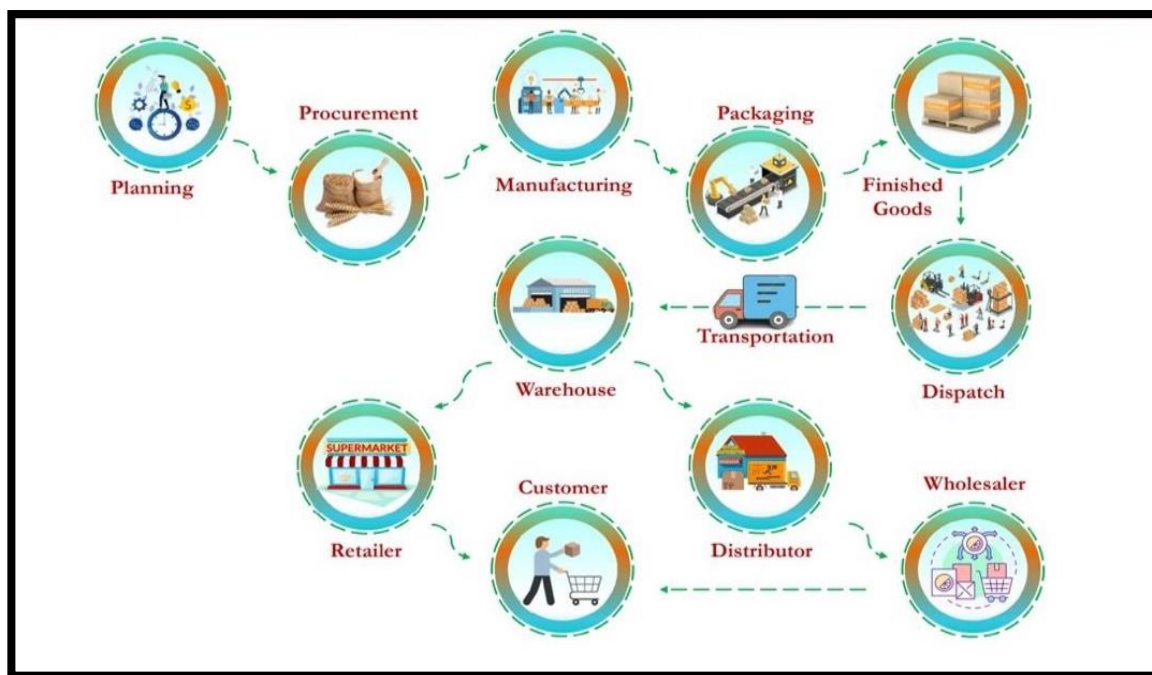 Procurement
Packaging
Planning
Manufacturing
Finished
Goods
Transportation
Warehouse
Dispatch
SUPERMARKET
Customer
Wholesaler
Retailer
Distributor